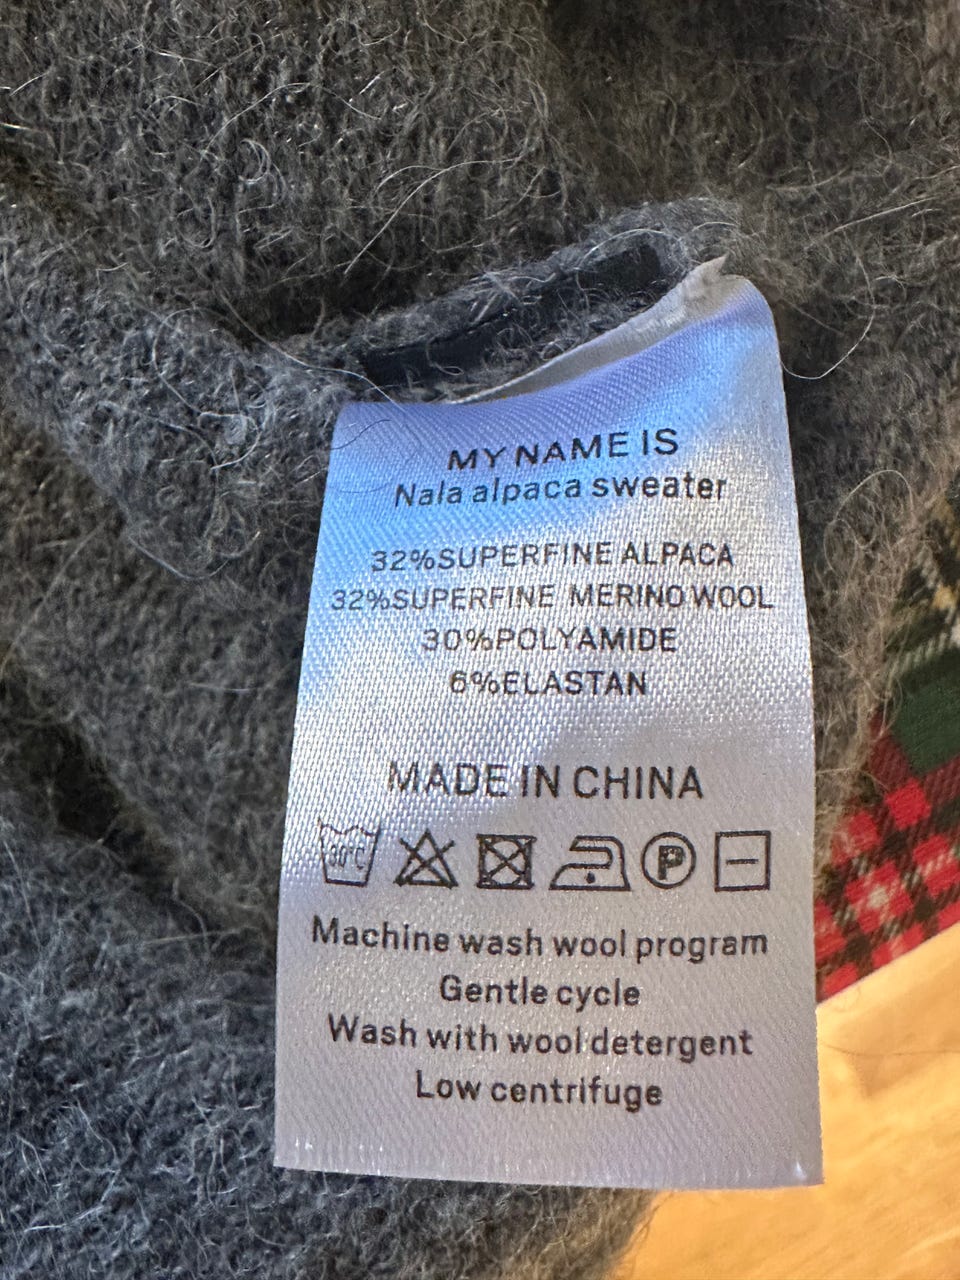 MY NAME IS
Nala alpaca sweater
32%SUPERFINE ALPACA
32%SUPERFINE MERINO WOOL
30%POLYAMIDE
6%ELASTAN
MADE IN CHINA
30°C P
Machine wash wool program
Gentle cycle
Wash with wool detergent
Low centrifuge